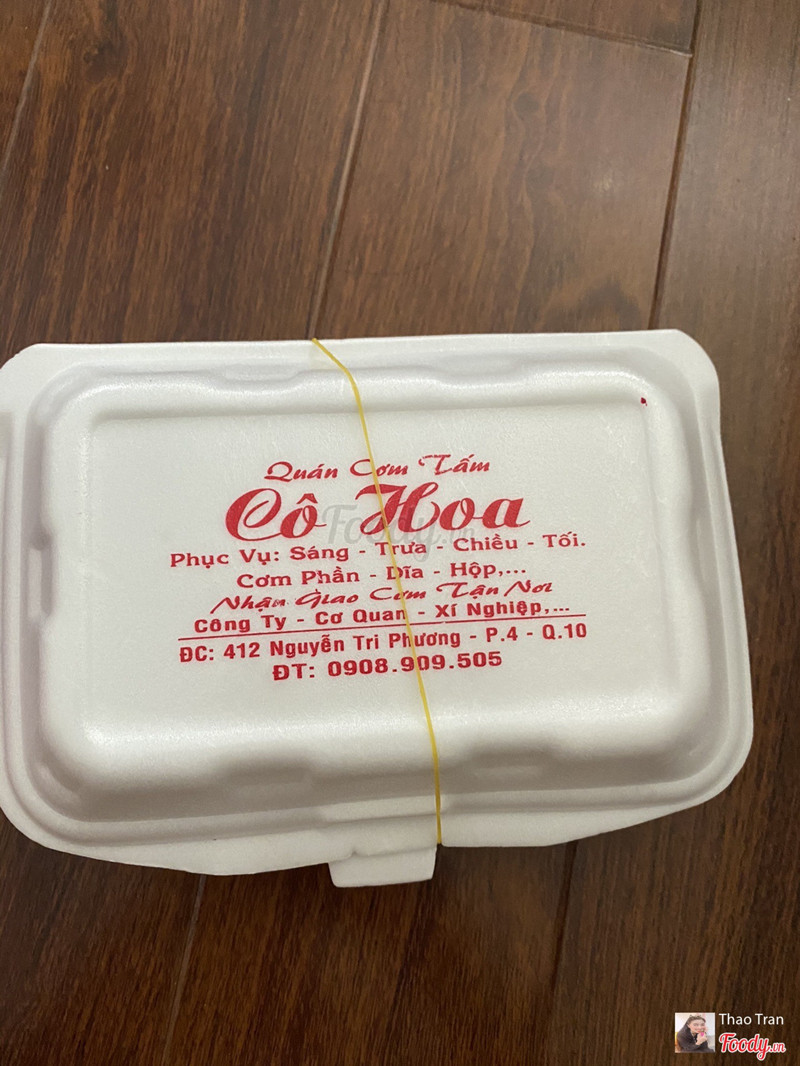 Quán Cơm Tấm
Cô Hoa
Foody.vn
Phục Vụ: Sáng - Trưa - Chiều - Tối.
Cơm Phần - Dĩa - Hộp,...
Nhận Giao Cơm Tận Nơi
Công Ty - Cơ Quan - Xí Nghiệp,...
ĐC: 412 Nguyễn Tri Phương - P.4 - Q.10
ĐT: 0908.909.505
Thao Tran
Foody.vn